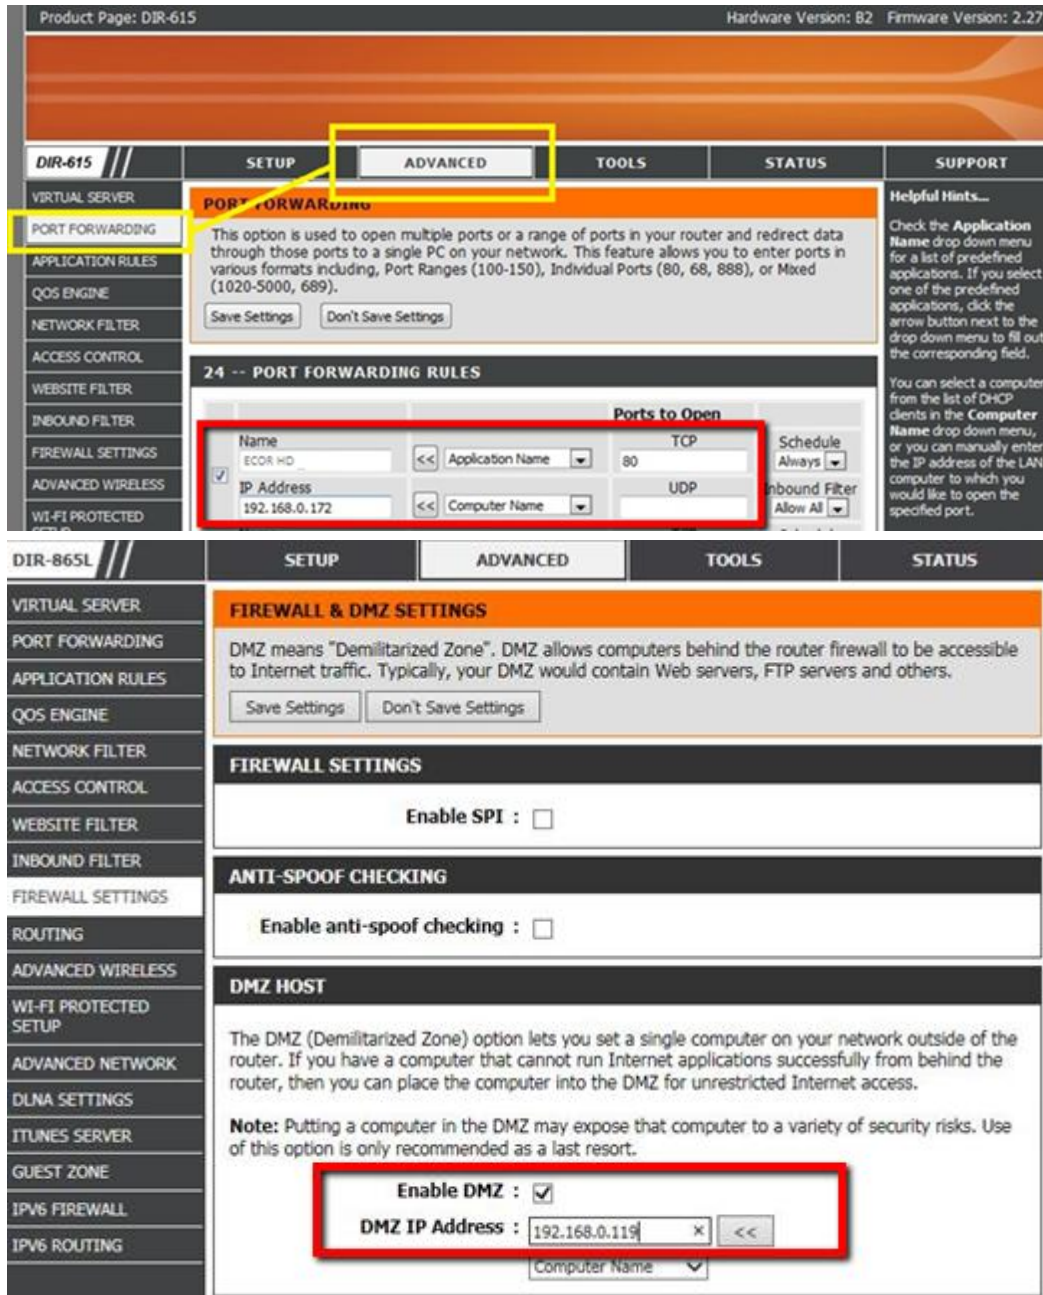 Product Page: DIR-615 Hardware Version: B2 Firmware Version: 2.27
DIR-615 SETUP ADVANCED TOOLS STATUS SUPPORT
VIRTUAL SERVER
PORT FORWARDING
APPLICATION RULES
QOS ENGINE
NETWORK FILTER
ACCESS CONTROL
WEBSITE FILTER
INBOUND FILTER
FIREWALL SETTINGS
ADVANCED WIRELESS
WI-FI PROTECTED
PORT FORWARDING
This option is used to open multiple ports or a range of ports in your router and redirect data
through those ports to a single PC on your network. This feature allows you to enter ports in
various formats including, Port Ranges (100-150), Individual Ports (80, 68, 888), or Mixed
(1020-5000, 689).
Save Settings Don't Save Settings
24 -- PORT FORWARDING RULES
Ports to Open
Name TCP Schedule
ECOR HD << Application Name 80 Always
IP Address UDP Inbound Filter
192.168.0.172 << Computer Name Allow All
Helpful Hints...
Check the Application
Name drop down menu
for a list of predefined
applications. If you select
one of the predefined
applications, click the
arrow button next to the
drop down menu to fill out
the corresponding field.
You can select a computer
from the list of DHCP
clients in the Computer
Name drop down menu,
or you can manually enter
the IP address of the LAN
computer to which you
would like to open the
specified port.
DIR-865L SETUP ADVANCED TOOLS STATUS
VIRTUAL SERVER
PORT FORWARDING
APPLICATION RULES
QOS ENGINE
NETWORK FILTER
ACCESS CONTROL
WEBSITE FILTER
INBOUND FILTER
FIREWALL SETTINGS
ROUTING
ADVANCED WIRELESS
WI-FI PROTECTED
SETUP
ADVANCED NETWORK
DLNA SETTINGS
ITUNES SERVER
GUEST ZONE
IPV6 FIREWALL
IPV6 ROUTING
FIREWALL & DMZ SETTINGS
DMZ means "Demilitarized Zone". DMZ allows computers behind the router firewall to be accessible
to Internet traffic. Typically, your DMZ would contain Web servers, FTP servers and others.
Save Settings Don't Save Settings
FIREWALL SETTINGS
Enable SPI :
ANTI-SPOOF CHECKING
Enable anti-spoof checking :
DMZ HOST
The DMZ (Demilitarized Zone) option lets you set a single computer on your network outside of the
router. If you have a computer that cannot run Internet applications successfully from behind the
router, then you can place the computer into the DMZ for unrestricted Internet access.
Note: Putting a computer in the DMZ may expose that computer to a variety of security risks. Use
of this option is only recommended as a last resort.
Enable DMZ :
DMZ IP Address : 192.168.0.119 × <<
Computer Name